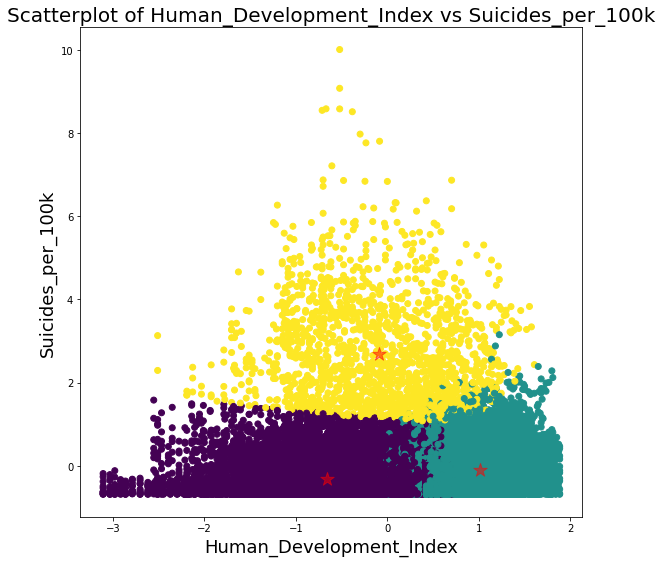 Scatterplot of Human_Development_Index vs Suicides_per_100k
10
8
6
4
2
0
Suicides_per_100k
−3 −2 −1 0 1 2
Human_Development_Index